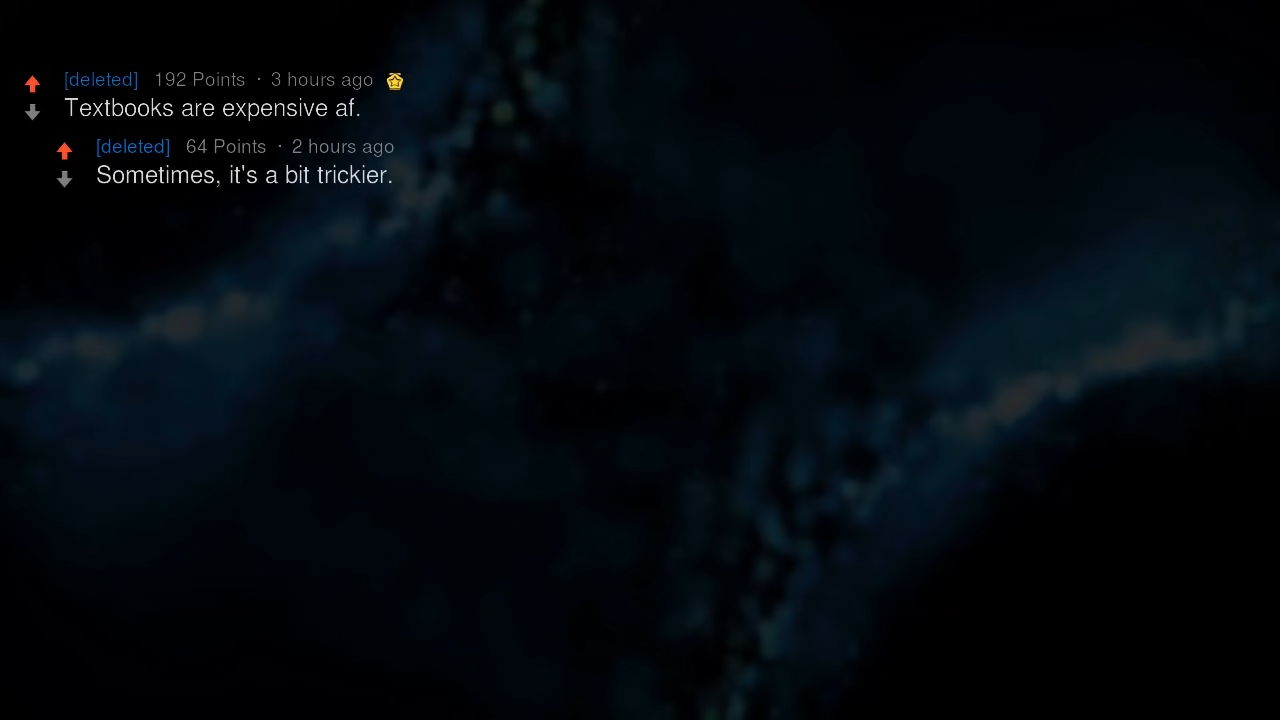 [deleted] 192 Points · 3 hours ago
Textbooks are expensive af.
[deleted] 64 Points · 2 hours ago
Sometimes, it's a bit trickier.